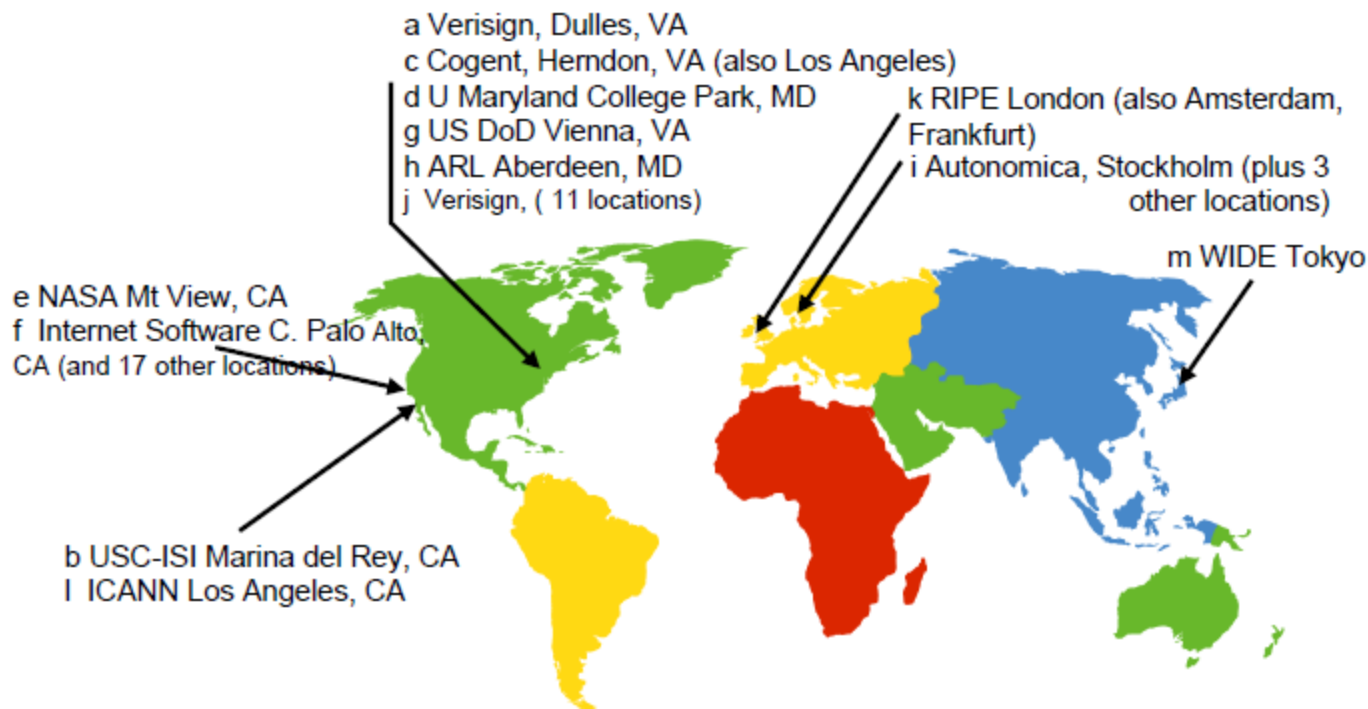 a Verisign, Dulles, VA
c Cogent, Herndon, VA (also Los Angeles)
d U Maryland College Park, MD
g US DoD Vienna, VA
h ARL Aberdeen, MD
j Verisign, ( 11 locations)
k RIPE London (also Amsterdam,
Frankfurt)
i Autonomica, Stockholm (plus 3
other locations)
m WIDE Tokyo
e NASA Mt View, CA
f Internet Software C. Palo Alto,
CA (and 17 other locations)
b USC-ISI Marina del Rey, CA
l ICANN Los Angeles, CA